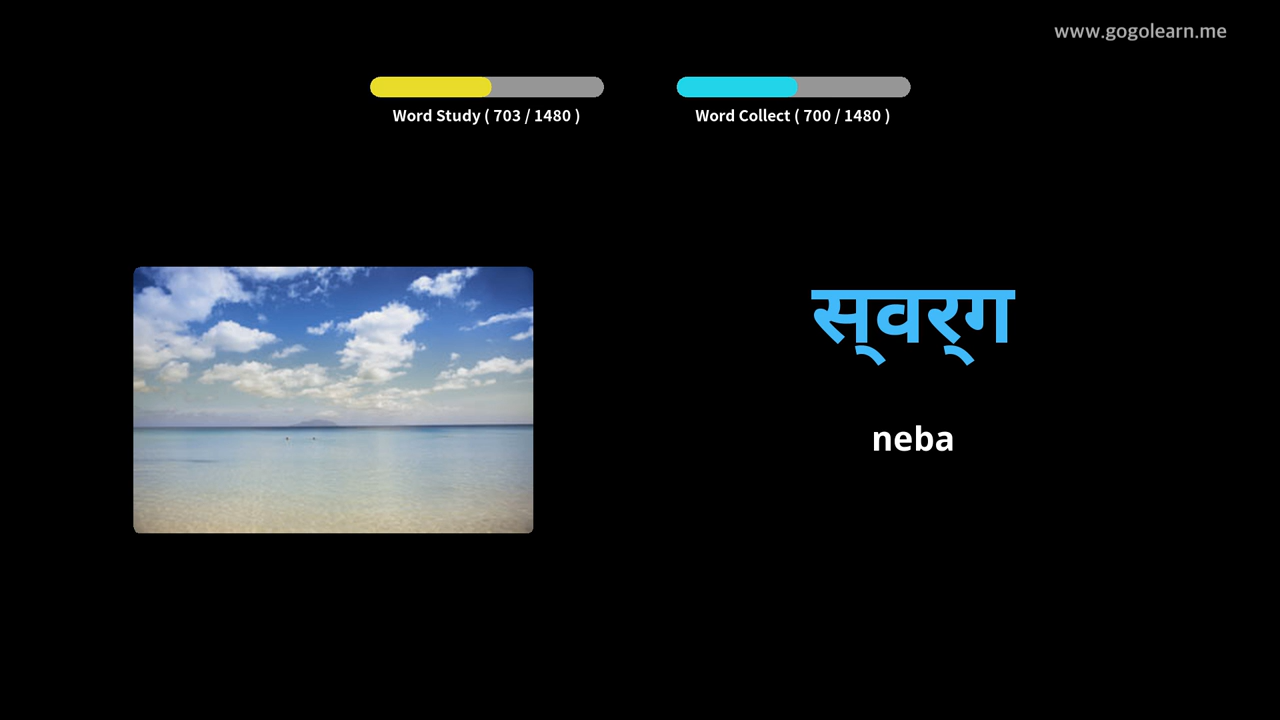 www.gogolearn.me
Word Study ( 703 / 1480 )
Word Collect ( 700 / 1480 )
स्‌वर्‌ग
neba